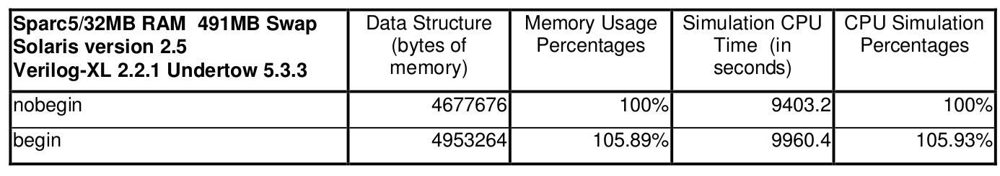 Sparc5/32MB RAM 491MB Swap
Solaris version 2.5
Verilog-XL 2.2.1 Undertow 5.3.3
Data Structure
(bytes of
memory)
Memory Usage
Percentages
Simulation CPU
Time (in
seconds)
CPU Simulation
Percentages
nobegin 4677676 100% 9403.2 100%
begin 4953264 105.89% 9960.4 105.93%